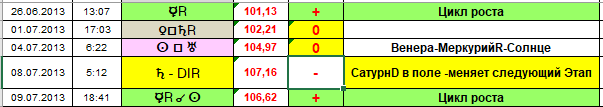 26.06.2013 13:07 ☿R 101,13 + Цикл роста
01.07.2013 17:03 ♀□♄R 102,21 0
04.07.2013 6:22 ☉ □ ♅ 104,97 0 Венера-МеркурийR-Солнце
08.07.2013 5:12 ♄ - DIR 107,16 - СатурнD в поле -меняет следующий Этап
09.07.2013 18:41 ☿R ☌ ☉ 106,62 + Цикл роста